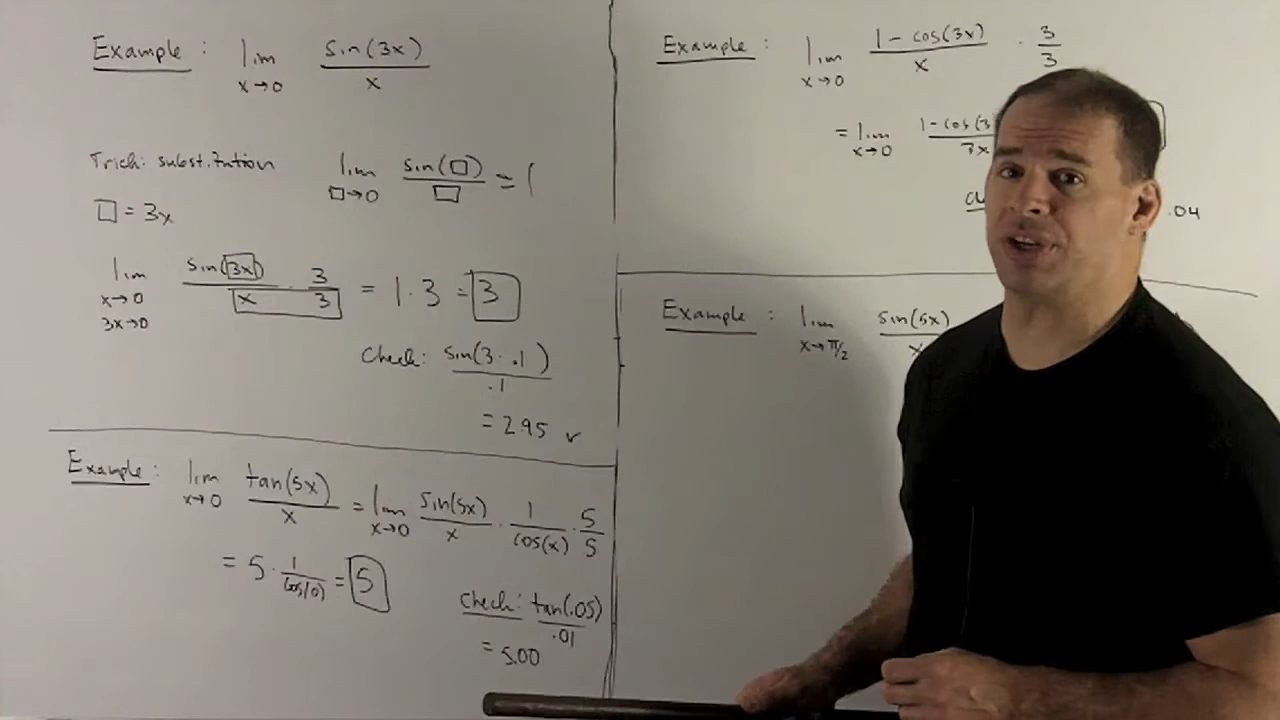 Example: lim x→0 sin(3x)/x
Trick: substitution
lim □→0 sin(□)/□ = 1
□ = 3x
lim x→0 3x→0 sin(3x)/x · 3/3 = 1·3 = 3
Check: sin(3·.1)/.1
= 2.95 ✓
Example: lim x→0 tan(5x)/x = lim x→0 sin(5x)/x · 1/cos(x) · 5/5
= 5 · 1/cos(0) = 5
Check: tan(.05)/.01
= 5.00
Example: lim x→0 1-cos(3x)/x · 3/3
= lim x→0 1-cos(3
.04
Example: lim x→π/2 sin(5x)/x